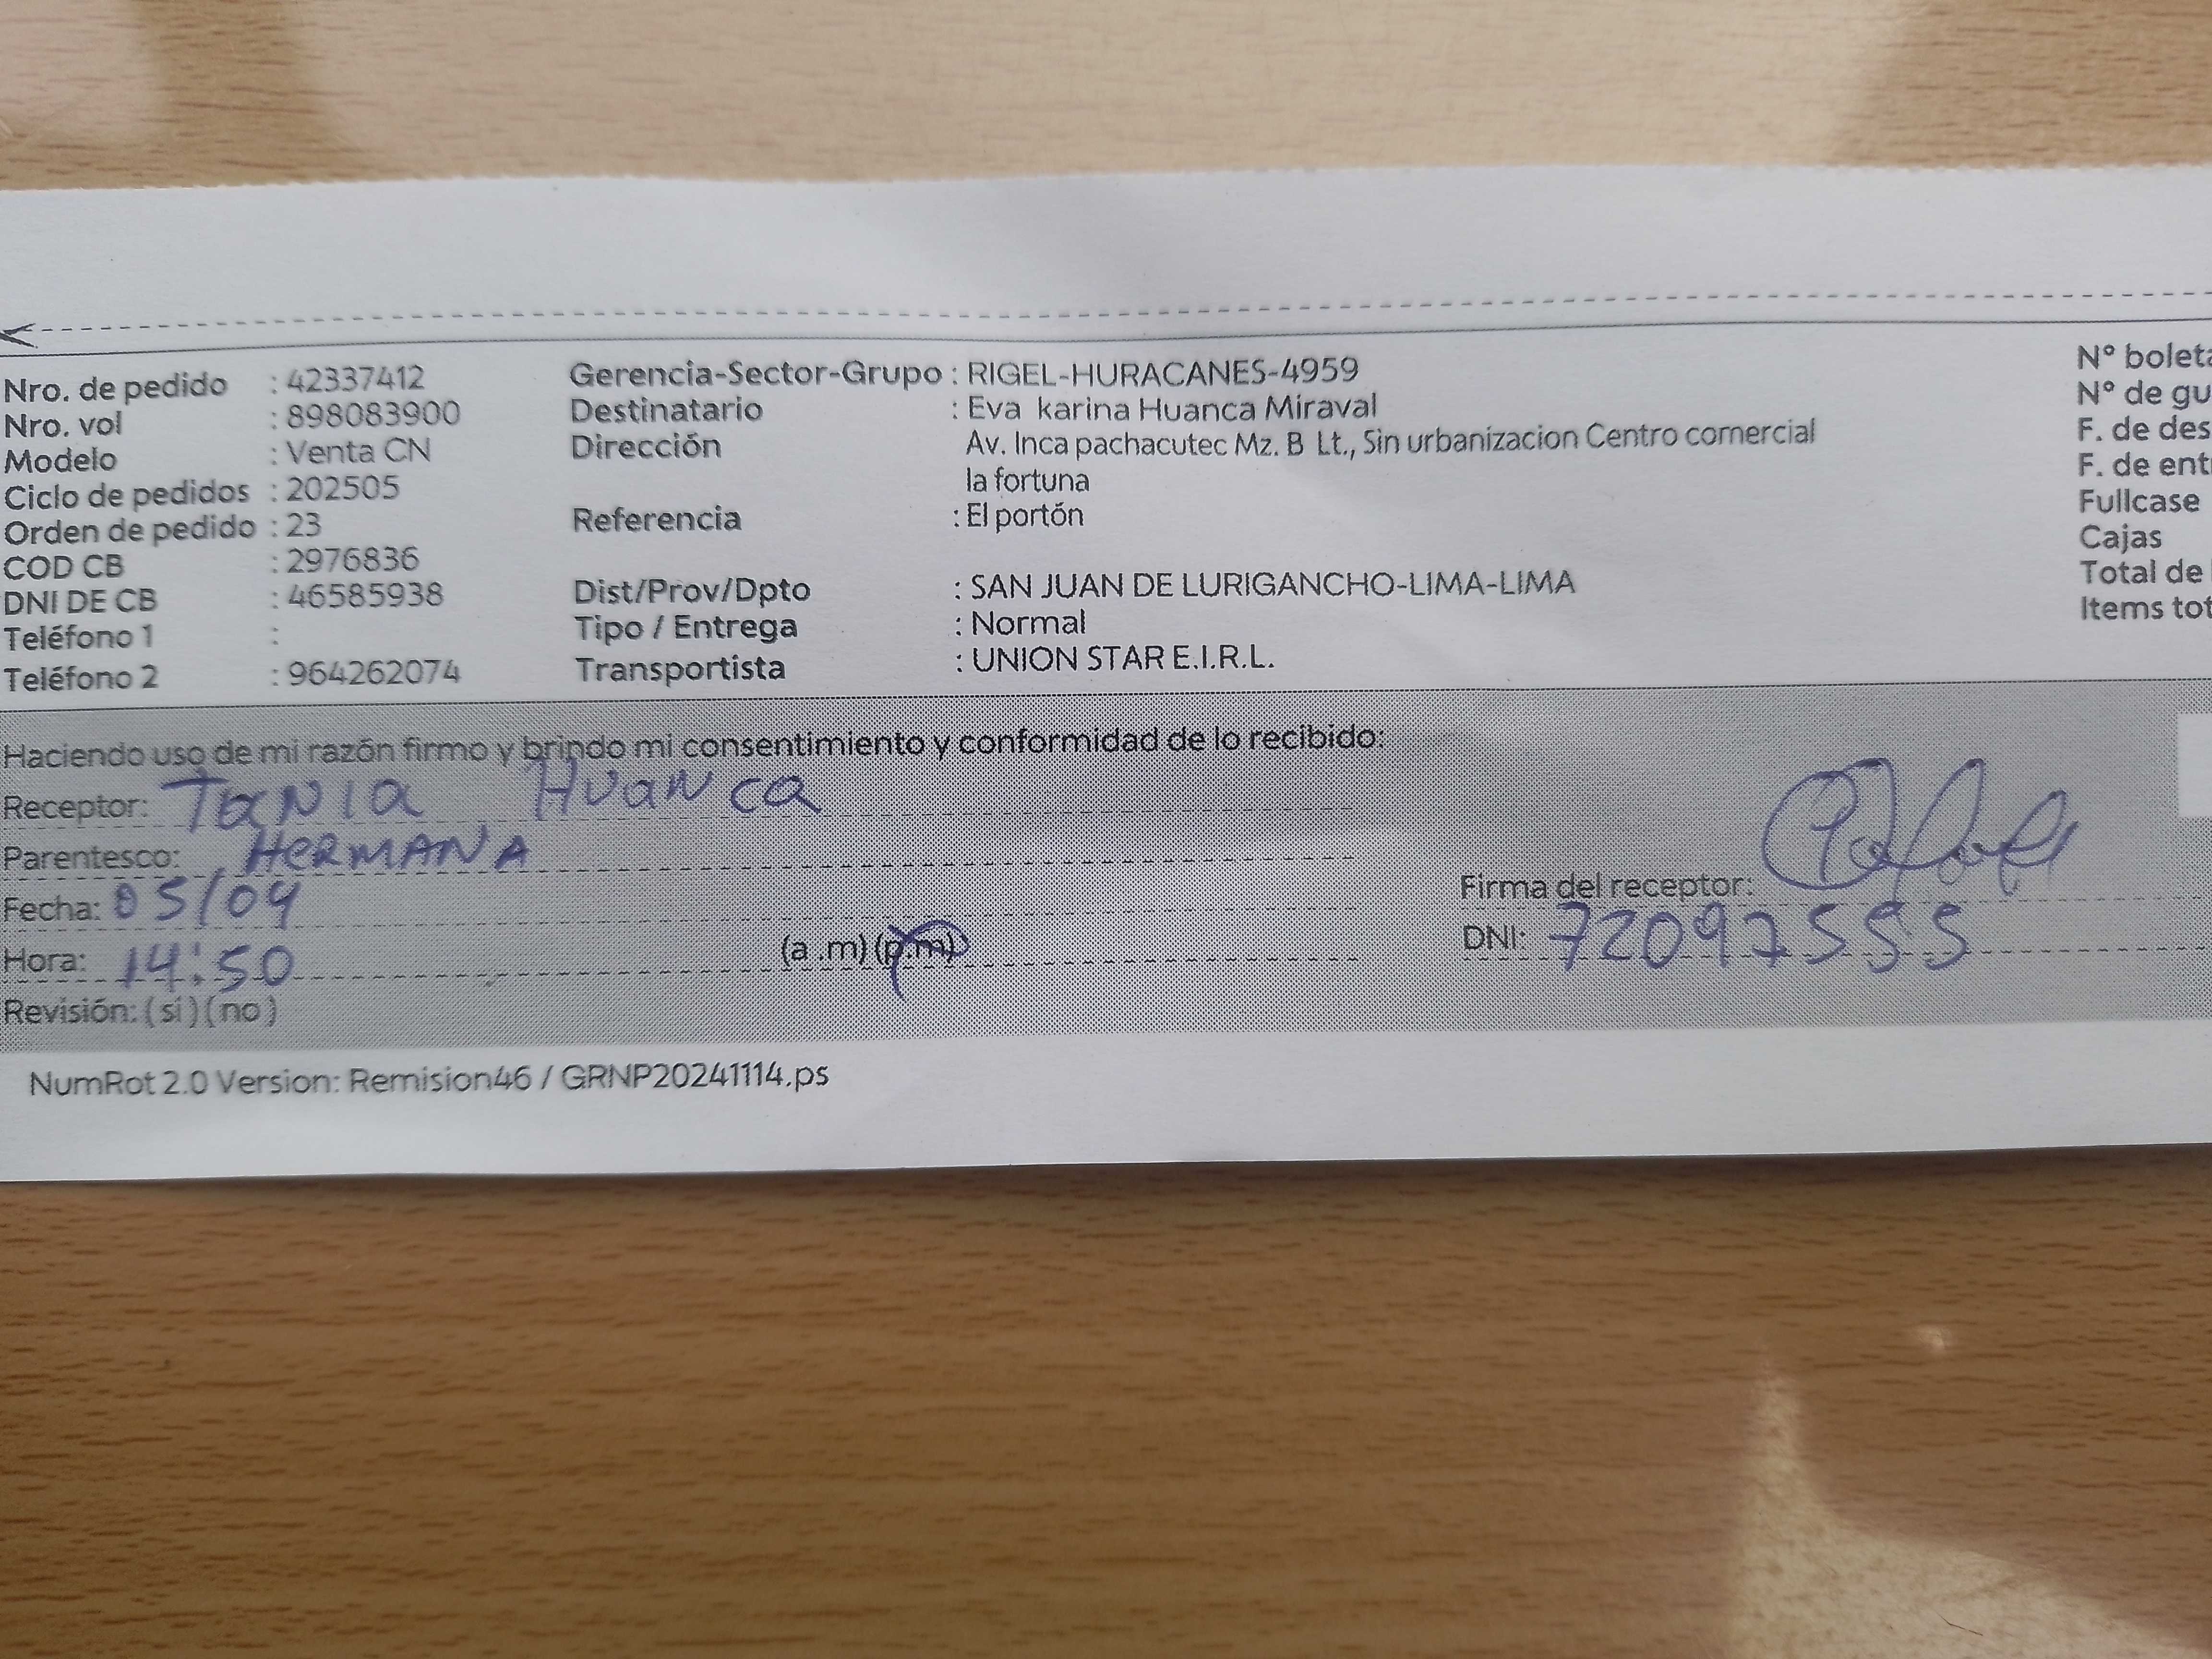 Nro. de pedido : 42337412
Nro. vol : 898083900
Modelo : Venta CN
Ciclo de pedidos : 202505
Orden de pedido : 23
COD CB : 2976836
DNI DE CB : 46585938
Teléfono 1 :
Teléfono 2 : 964262074
Gerencia-Sector-Grupo : RIGEL-HURACANES-4959
Destinatario : Eva karina Huanca Miraval
Dirección Av. Inca pachacutec Mz. B Lt., Sin urbanizacion Centro comercial
la fortuna
Referencia : El portón
Dist/Prov/Dpto : SAN JUAN DE LURIGANCHO-LIMA-LIMA
Tipo / Entrega : Normal
Transportista : UNION STAR E.I.R.L.
N° boleta
N° de gu
F. de des
F. de ent
Fullcase
Cajas
Total de
Items tot
Haciendo uso de mi razón firmo y brindo mi consentimiento y conformidad de lo recibido:
Receptor: Tania Huanca
Parentesco: HERMANA
Fecha: 05/04
Hora: 14:50 (a .m) (p.m)
Revisión: ( si ) ( no )
Firma del receptor:
DNI: 72097555
NumRot 2.0 Version: Remision46 / GRNP20241114.ps